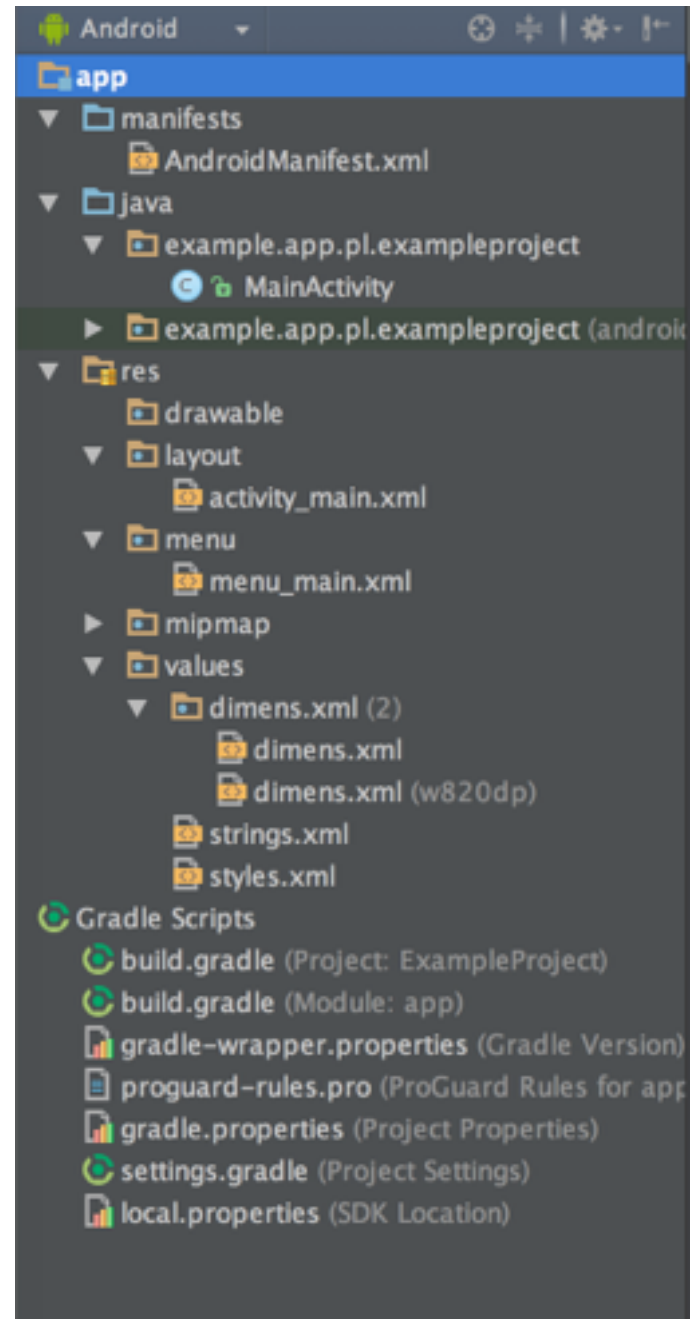 Android
app
manifests
AndroidManifest.xml
java
example.app.pl.exampleproject
C MainActivity
example.app.pl.exampleproject (androi
res
drawable
layout
activity_main.xml
menu
menu_main.xml
mipmap
values
dimens.xml (2)
dimens.xml
dimens.xml (w820dp)
strings.xml
styles.xml
Gradle Scripts
build.gradle (Project: ExampleProject)
build.gradle (Module: app)
gradle-wrapper.properties (Gradle Version)
proguard-rules.pro (ProGuard Rules for app
gradle.properties (Project Properties)
settings.gradle (Project Settings)
local.properties (SDK Location)